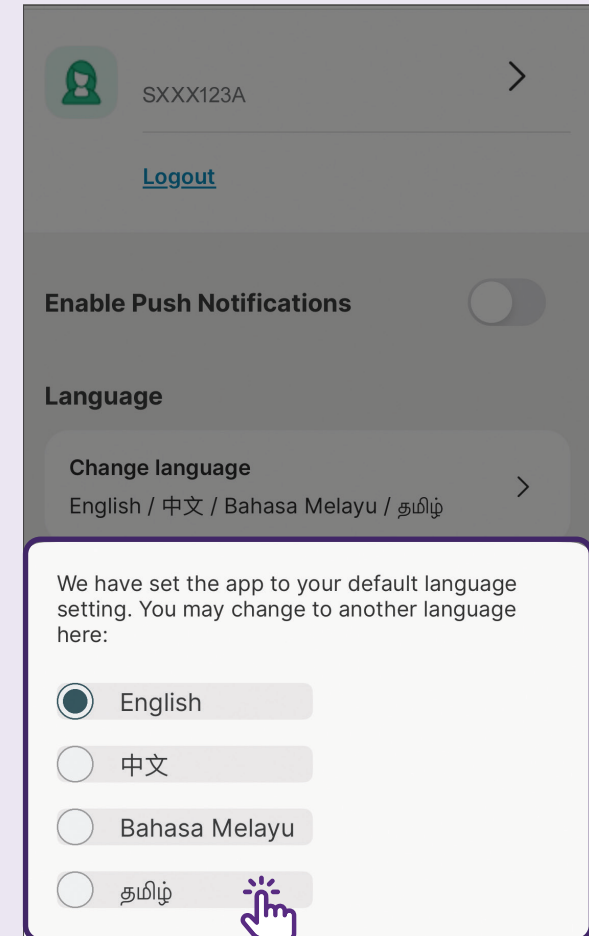 SXXX123A
Logout
Enable Push Notifications
Language
Change language
English / 中文 / Bahasa Melayu / தமிழ்
We have set the app to your default language
setting. You may change to another language
here:
English
中文
Bahasa Melayu
தமிழ்